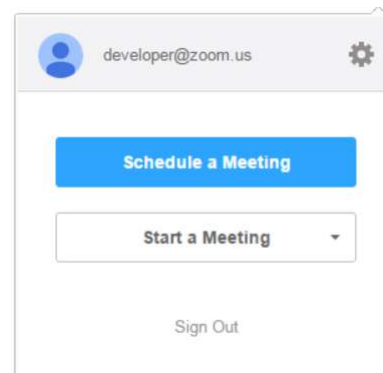 developer@zoom.us
Schedule a Meeting
Start a Meeting
Sign Out